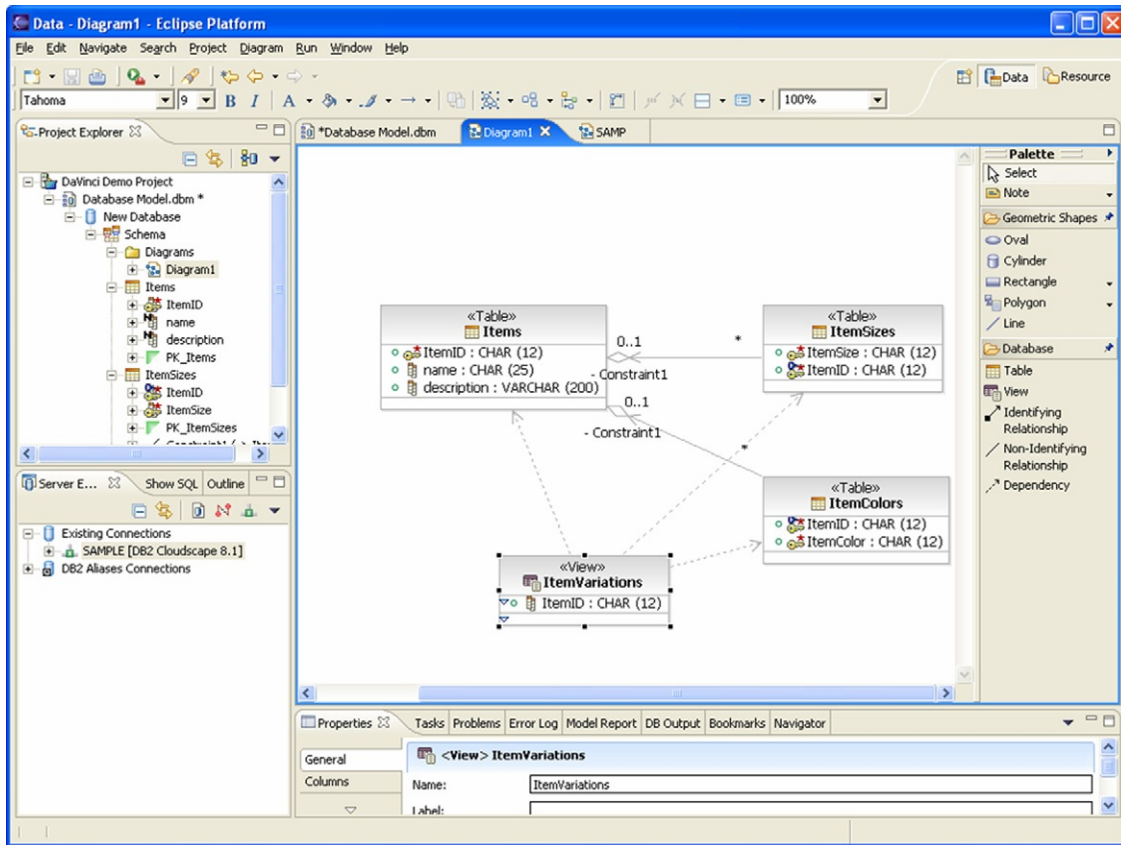 Data - Diagram1 - Eclipse Platform
File Edit Navigate Search Project Diagram Run Window Help
Data Resource
Tahoma 9 B I A 100%
Project Explorer
DaVinci Demo Project
Database Model.dbm *
New Database
Schema
Diagrams
Diagram1
Items
ItemID
name
description
PK_Items
ItemSizes
ItemID
ItemSize
PK_ItemSizes
Server E... Show SQL Outline
Existing Connections
SAMPLE [DB2 Cloudscape 8.1]
DB2 Aliases Connections
*Database Model.dbm Diagram1 SAMP
«Table»
Items
ItemID : CHAR (12)
name : CHAR (25)
description : VARCHAR (200)
0..1
*
- Constraint1
0..1
- Constraint1
*
«Table»
ItemSizes
ItemSize : CHAR (12)
ItemID : CHAR (12)
«Table»
ItemColors
ItemID : CHAR (12)
ItemColor : CHAR (12)
«View»
ItemVariations
ItemID : CHAR (12)
Palette
Select
Note
Geometric Shapes
Oval
Cylinder
Rectangle
Polygon
Line
Database
Table
View
Identifying
Relationship
Non-Identifying
Relationship
Dependency
Properties Tasks Problems Error Log Model Report DB Output Bookmarks Navigator
General
Columns
<View> ItemVariations
Name: ItemVariations
Label: